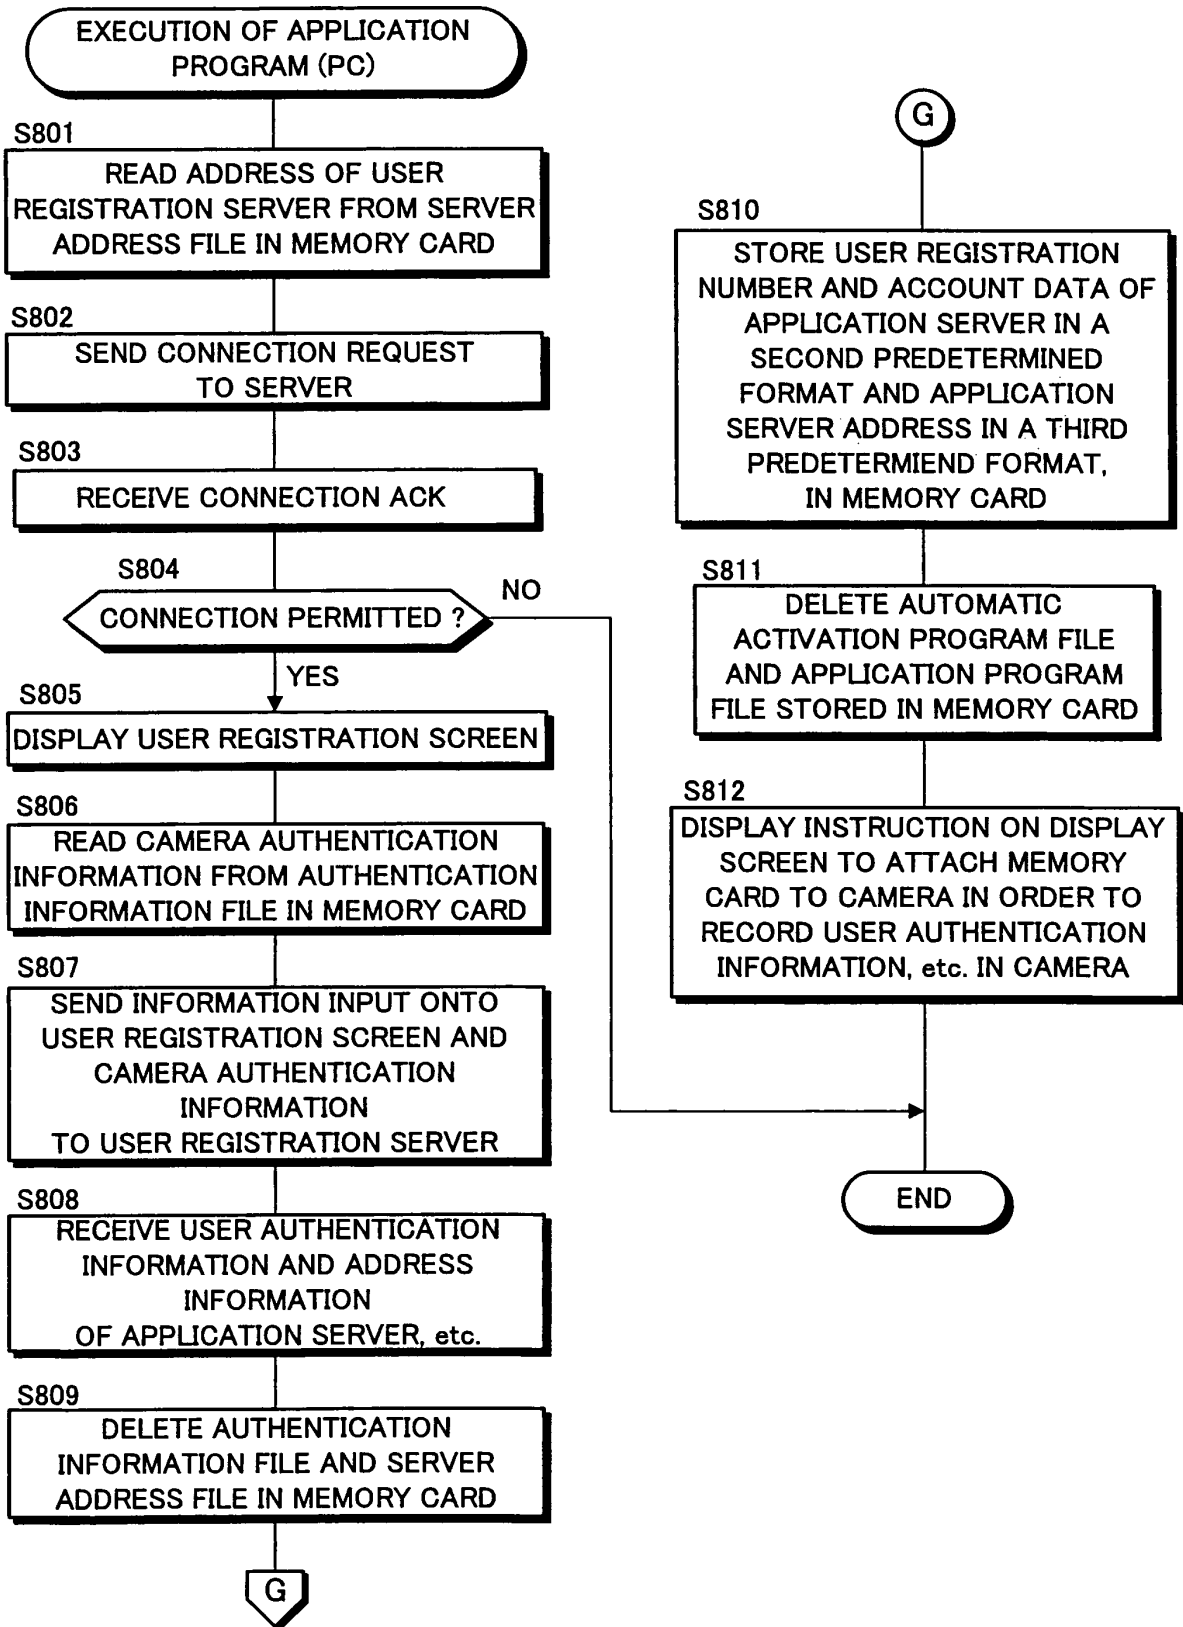 EXECUTION OF APPLICATION
PROGRAM (PC)
S801
READ ADDRESS OF USER
REGISTRATION SERVER FROM SERVER
ADDRESS FILE IN MEMORY CARD
S802
SEND CONNECTION REQUEST
TO SERVER
S803
RECEIVE CONNECTION ACK
S804
CONNECTION PERMITTED ?
NO
YES
S805
DISPLAY USER REGISTRATION SCREEN
S806
READ CAMERA AUTHENTICATION
INFORMATION FROM AUTHENTICATION
INFORMATION FILE IN MEMORY CARD
S807
SEND INFORMATION INPUT ONTO
USER REGISTRATION SCREEN AND
CAMERA AUTHENTICATION
INFORMATION
TO USER REGISTRATION SERVER
S808
RECEIVE USER AUTHENTICATION
INFORMATION AND ADDRESS
INFORMATION
OF APPLICATION SERVER, etc.
S809
DELETE AUTHENTICATION
INFORMATION FILE AND SERVER
ADDRESS FILE IN MEMORY CARD
G
G
S810
STORE USER REGISTRATION
NUMBER AND ACCOUNT DATA OF
APPLICATION SERVER IN A
SECOND PREDETERMINED
FORMAT AND APPLICATION
SERVER ADDRESS IN A THIRD
PREDETERMIEND FORMAT,
IN MEMORY CARD
S811
DELETE AUTOMATIC
ACTIVATION PROGRAM FILE
AND APPLICATION PROGRAM
FILE STORED IN MEMORY CARD
S812
DISPLAY INSTRUCTION ON DISPLAY
SCREEN TO ATTACH MEMORY
CARD TO CAMERA IN ORDER TO
RECORD USER AUTHENTICATION
INFORMATION, etc. IN CAMERA
END